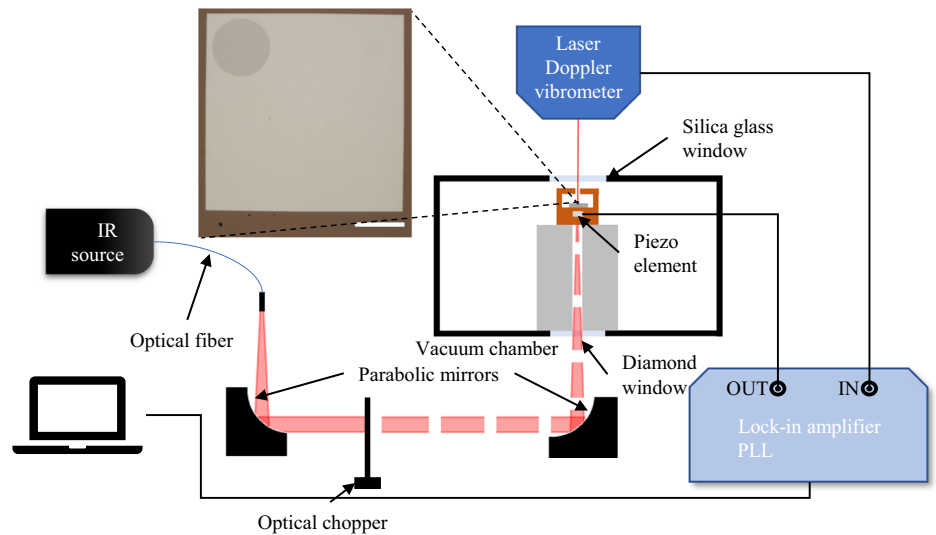 Laser
Doppler
vibrometer
Silica glass
window
IR
source
Piezo
element
Optical fiber
Vacuum chamber
Parabolic mirrors
Diamond
window
OUT
IN
Lock-in amplifier
PLL
Optical chopper